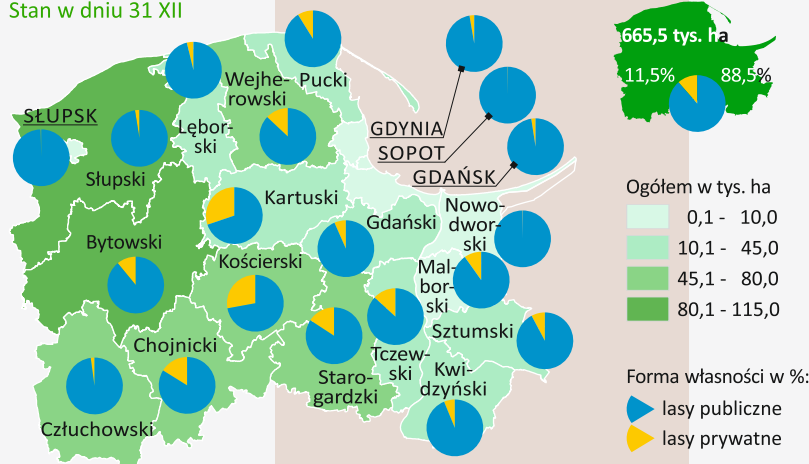 Stan w dniu 31 XII
665,5 tys. ha
11,5% 88,5%
Wejhe-
rowski
Pucki
SŁUPSK
Lębor-
ski
GDYNIA
SOPOT
GDAŃSK
Słupski
Kartuski
Gdański
Nowo-
dwor-
ski
Bytowski
Kościerski
Mal-
bor-
ski
Sztumski
Chojnicki
Tczew-
ski
Staro-
gardzki
Kwi-
dzyński
Człuchowski
Ogółem w tys. ha
0,1 - 10,0
10,1 - 45,0
45,1 - 80,0
80,1 - 115,0
Forma własności w %:
lasy publiczne
lasy prywatne